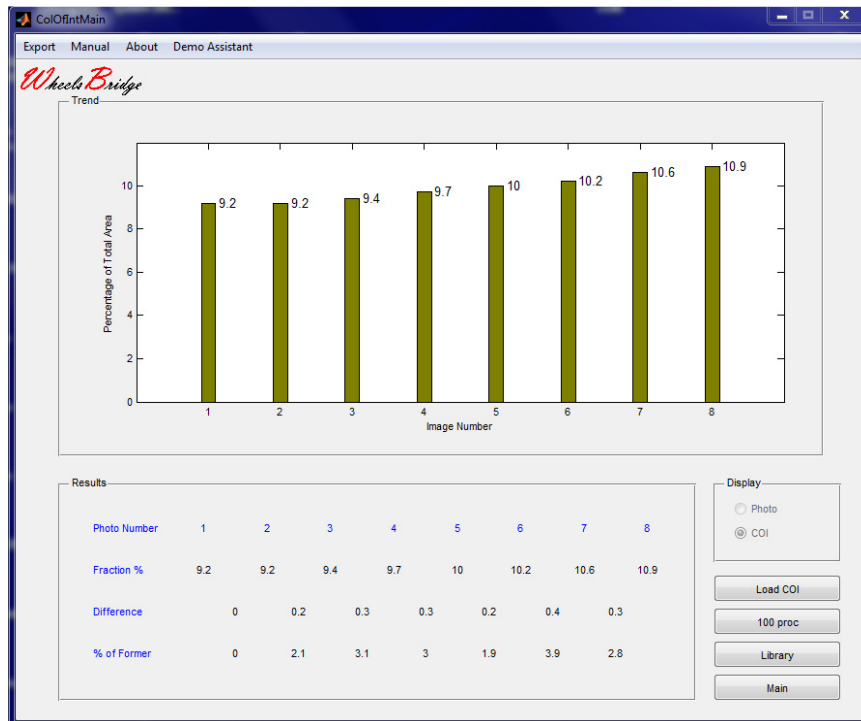 ColOfIntMain
Export Manual About Demo Assistant
WheelsBridge
Trend
Percentage of Total Area
10
8
6
4
2
0
9.2 9.2 9.4 9.7 10 10.2 10.6 10.9
1 2 3 4 5 6 7 8
Image Number
Results
Photo Number 1 2 3 4 5 6 7 8
Fraction % 9.2 9.2 9.4 9.7 10 10.2 10.6 10.9
Difference 0 0.2 0.3 0.3 0.2 0.4 0.3
% of Former 0 2.1 3.1 3 1.9 3.9 2.8
Display
Photo
COI
Load COI
100 proc
Library
Main